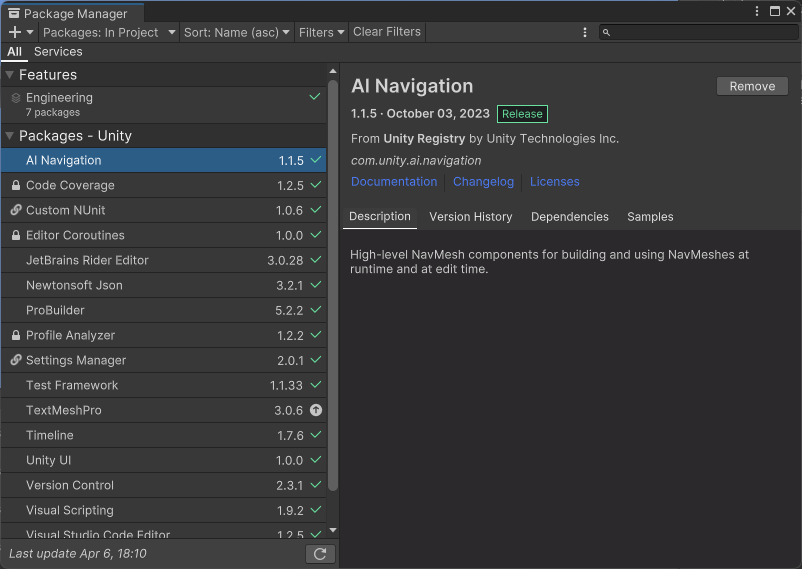 Package Manager
Packages: In Project Sort: Name (asc) Filters Clear Filters
All Services
Features
Engineering
7 packages
Packages - Unity
AI Navigation 1.1.5
Code Coverage 1.2.5
Custom NUnit 1.0.6
Editor Coroutines 1.0.0
JetBrains Rider Editor 3.0.28
Newtonsoft Json 3.2.1
ProBuilder 5.2.2
Profile Analyzer 1.2.2
Settings Manager 2.0.1
Test Framework 1.1.33
TextMeshPro 3.0.6
Timeline 1.7.6
Unity UI 1.0.0
Version Control 2.3.1
Visual Scripting 1.9.2
Visual Studio Code Editor 1.2.5
Last update Apr 6, 18:10
AI Navigation
Remove
1.1.5 · October 03, 2023 Release
From Unity Registry by Unity Technologies Inc.
com.unity.ai.navigation
Documentation Changelog Licenses
Description Version History Dependencies Samples
High-level NavMesh components for building and using NavMeshes at
runtime and at edit time.